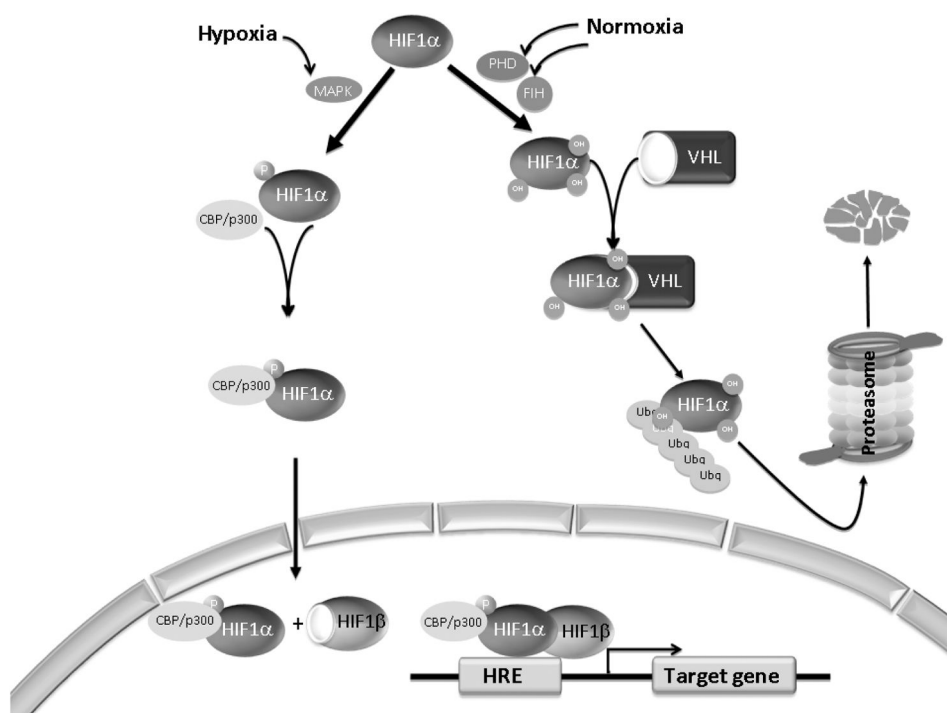 Hypoxia
HIF1α
Normoxia
MAPK
PHD
FIH
P
HIF1α
CBP/p300
OH
HIF1α
OH
OH
VHL
OH
HIF1α
VHL
OH
OH
P
CBP/p300
HIF1α
OH
HIF1α
Ubq
OH
OH
Ubq
Ubq
Ubq
Ubq
Proteasome
P
CBP/p300
HIF1α
+
HIF1β
P
CBP/p300
HIF1α
HIF1β
HRE
Target gene